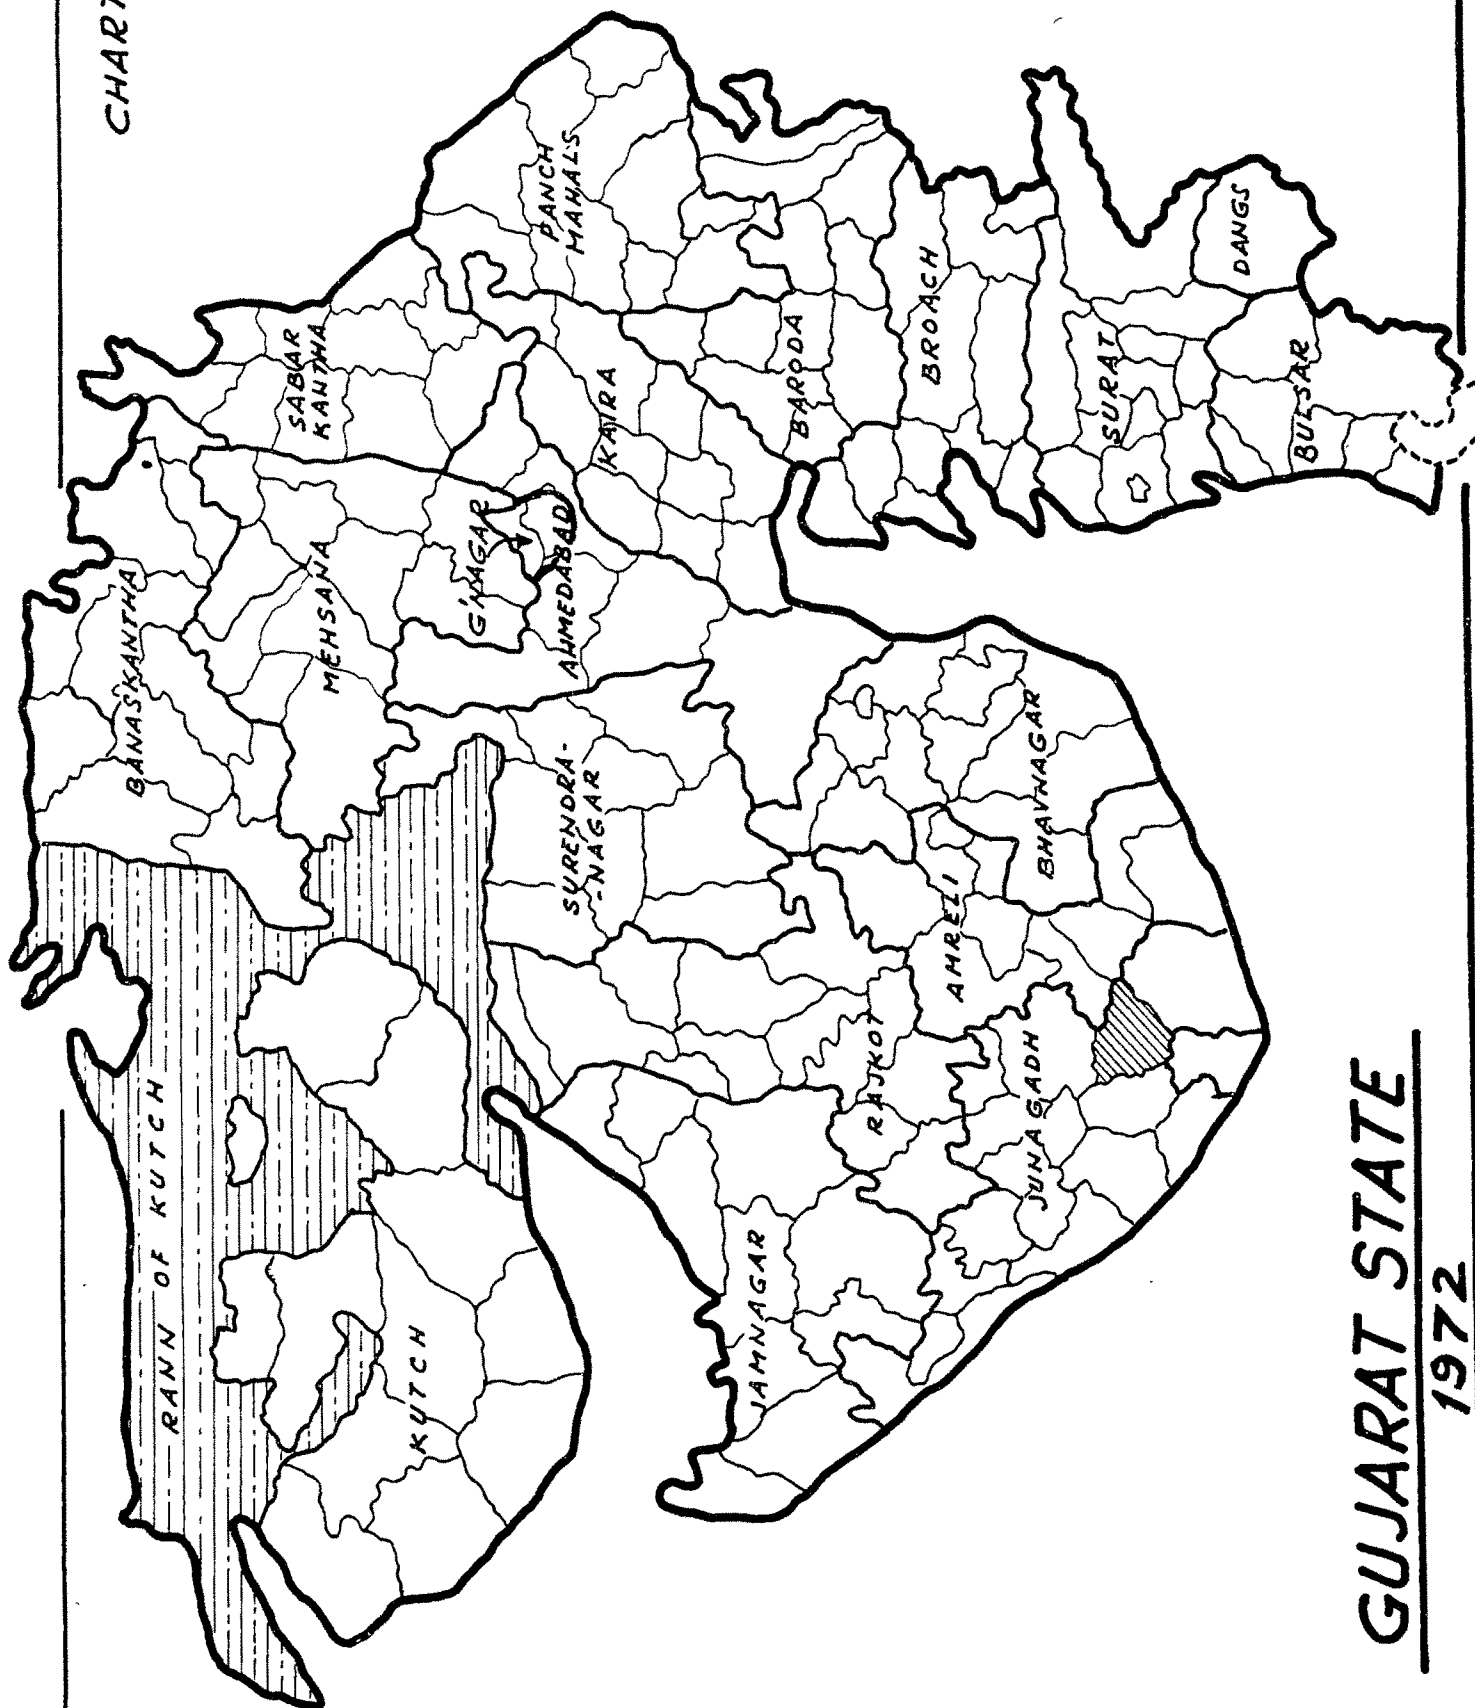 CHART
RANN OF KUTCH
KUTCH
BANASKANTHA
MEHSANA
SABAR
KANTHA
G'NAGAR
AHMEDABAD
PANCH
MAHALS
KAIRA
SURENDRA-
-NAGAR
JAMNAGAR
RAJKOT
AMRELI
BHAVNAGAR
JUNAGADH
BARODA
BROACH
SURAT
DANGS
BULSAR
GUJARAT STATE
1972